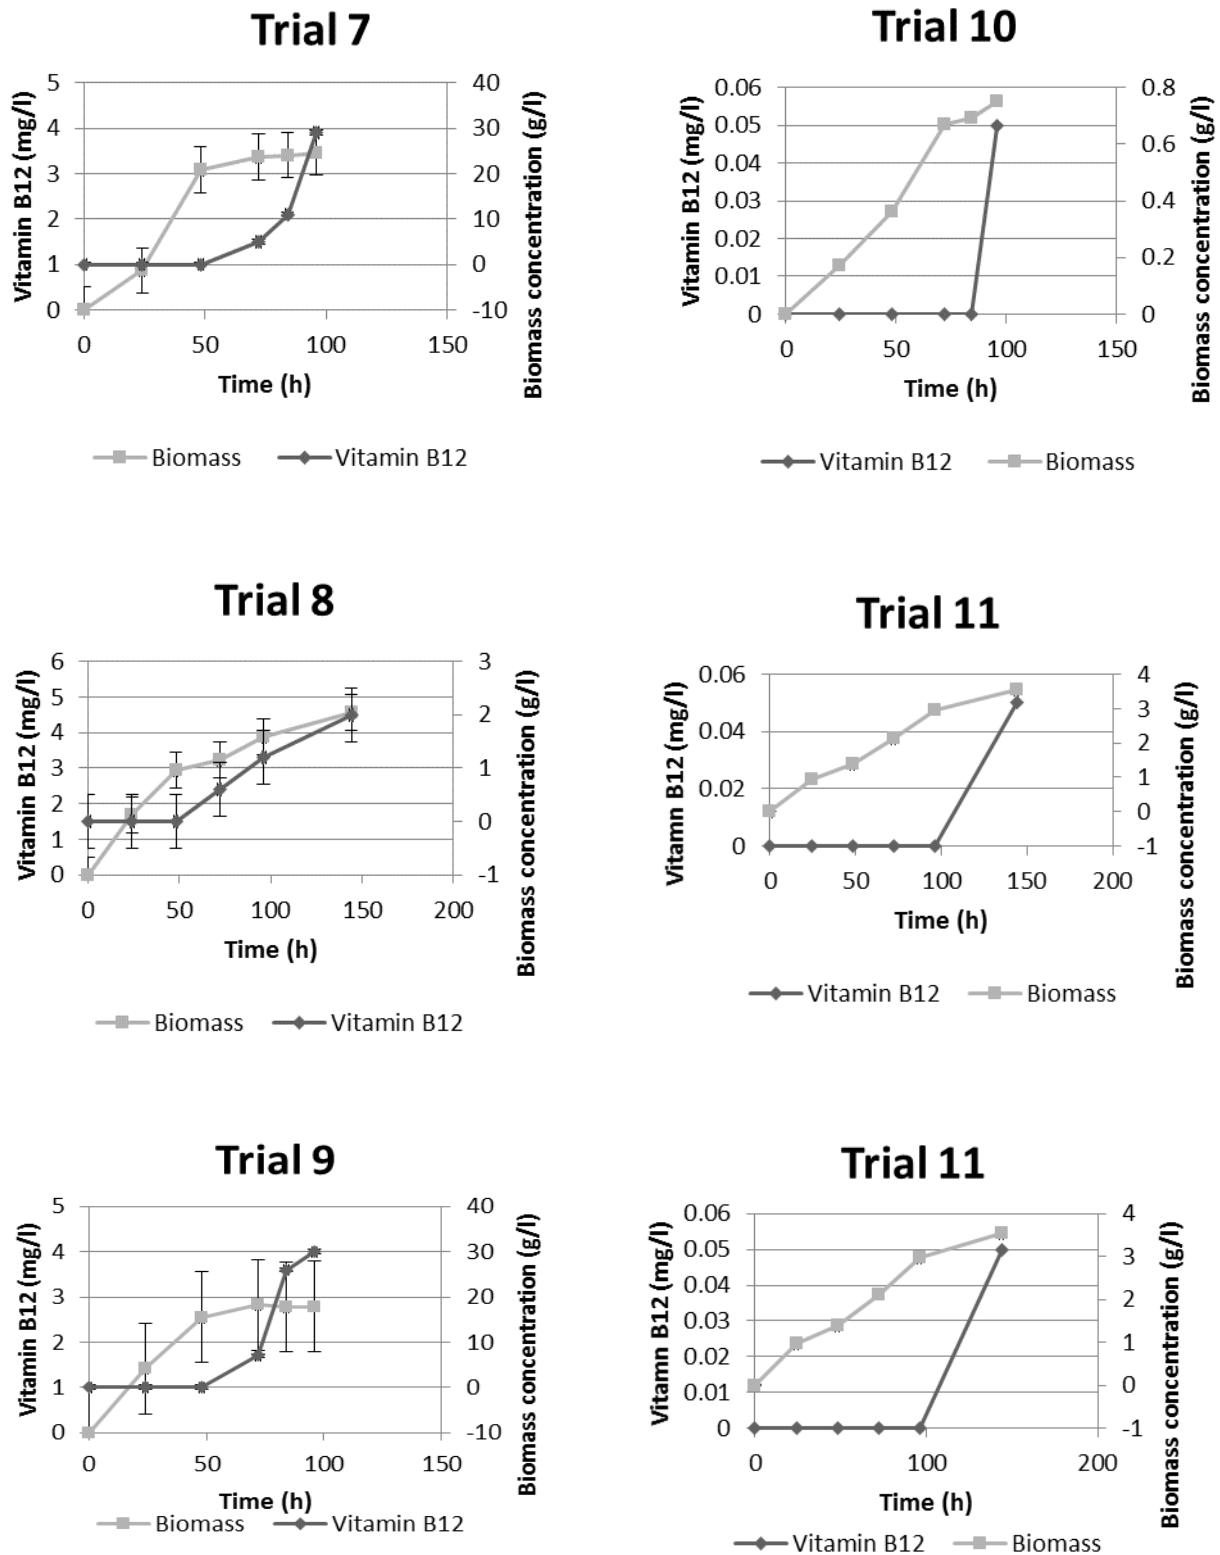 Trial 7
Vitamin B12 (mg/l)
5
4
3
2
1
0
40
30
20
10
0
-10
Biomass concentration (g/l)
0 50 100 150
Time (h)
Biomass Vitamin B12
Trial 10
Vitamin B12 (mg/l)
0.06
0.05
0.04
0.03
0.02
0.01
0
0.8
0.6
0.4
0.2
0
Biomass concentration (g/l)
0 50 100 150
Time (h)
Vitamin B12 Biomass
Trial 8
Vitamin B12 (mg/l)
6
5
4
3
2
1
0
3
2
1
0
-1
Biomass concentration (g/l)
0 50 100 150 200
Time (h)
Biomass Vitamin B12
Trial 11
Vitamn B12 (mg/l)
0.06
0.04
0.02
0
4
3
2
1
0
-1
Biomass concentration (g/l)
0 50 100 150 200
Time (h)
Vitamin B12 Biomass
Trial 9
Vitamin B12 (mg/l)
5
4
3
2
1
0
40
30
20
10
0
-10
Biomass concentration (g/l)
0 50 100 150
Time (h)
Biomass Vitamin B12
Trial 11
Vitamn B12 (mg/l)
0.06
0.05
0.04
0.03
0.02
0.01
0
4
3
2
1
0
-1
Biomass concentration (g/l)
0 100 200
Time (h)
Vitamin B12 Biomass